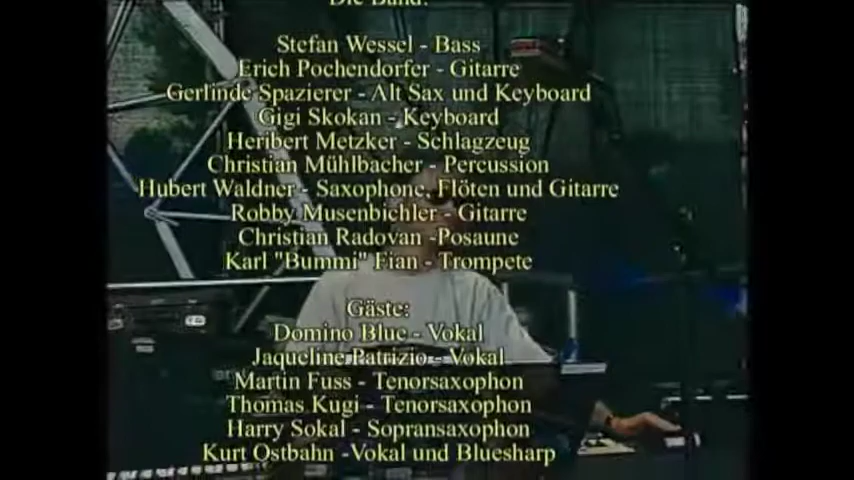 Die Band:
Stefan Wessel - Bass
Erich Pochendorfer - Gitarre
Gerlinde Spazierer - Alt Sax und Keyboard
Gigi Skokan - Keyboard
Heribert Metzker - Schlagzeug
Christian Mühlbacher - Percussion
Hubert Waldner - Saxophone, Flöten und Gitarre
Robby Musenbichler - Gitarre
Christian Radovan -Posaune
Karl "Bummi" Fian - Trompete
Gäste:
Domino Blue - Vokal
Jaqueline Patrizio - Vokal
Martin Fuss - Tenorsaxophon
Thomas Kugi - Tenorsaxophon
Harry Sokal - Sopransaxophon
Kurt Ostbahn -Vokal und Bluesharp